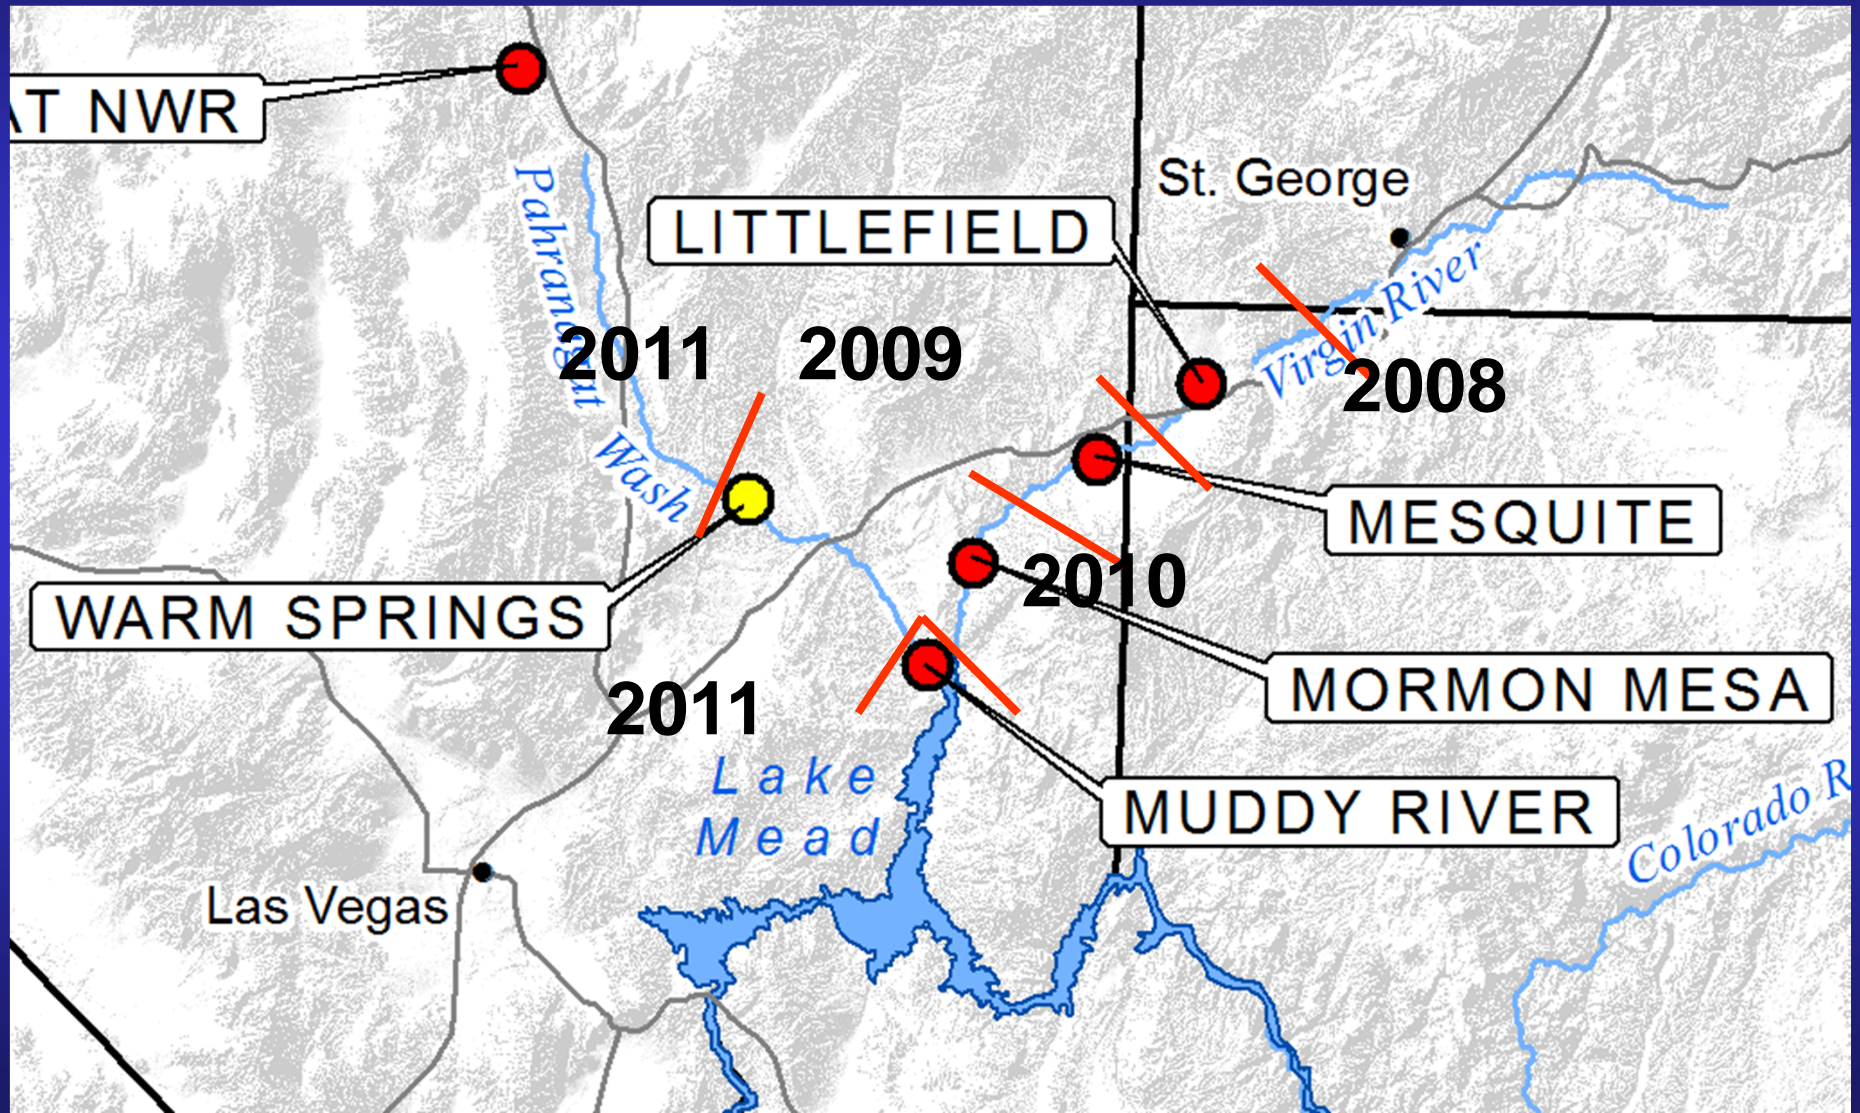 AT NWR
St. George
LITTLEFIELD
Pahranagat
Wash
Virgin River
2011
2009
2008
MESQUITE
WARM SPRINGS
2010
MORMON MESA
2011
Lake
Mead
MUDDY RIVER
Colorado R
Las Vegas